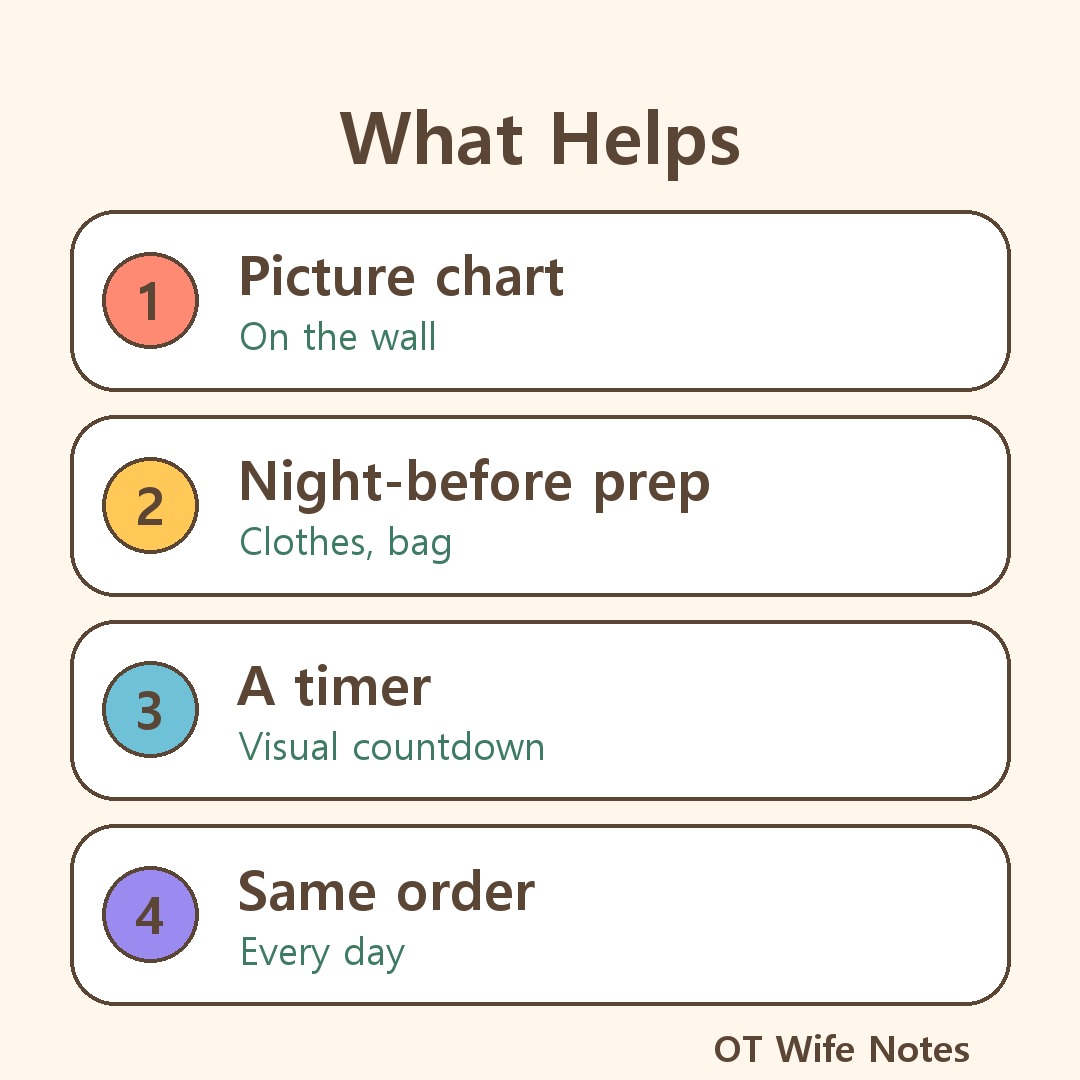 What Helps
1
Picture chart
On the wall
2
Night-before prep
Clothes, bag
3
A timer
Visual countdown
4
Same order
Every day
OT Wife Notes